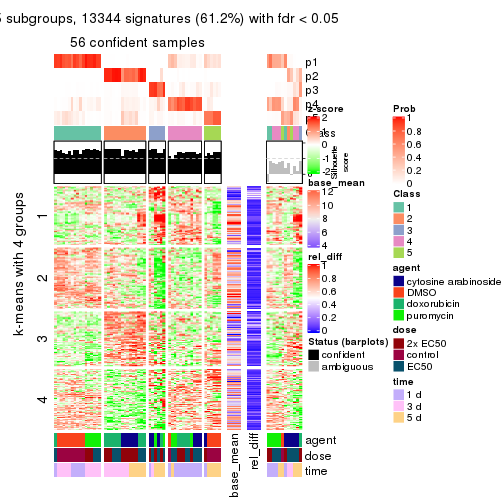 subgroups, 13344 signatures (61.2%) with fdr < 0.05
56 confident samples
p1
p2
p3
p4
z-score
2
1
0
-1
-2
Silhouette
score
base_mean
12
10
8
6
4
rel_diff
1
0.8
0.6
0.4
0.2
0
Status (barplots)
confident
ambiguous
Prob
1
0.8
0.6
0.4
0.2
0
Class
1
2
3
4
5
agent
cytosine arabinoside
DMSO
doxorubicin
puromycin
dose
2x EC50
control
EC50
time
1 d
3 d
5 d
k-means with 4 groups
1
2
3
4
agent
dose
time
base_mean
rel_diff